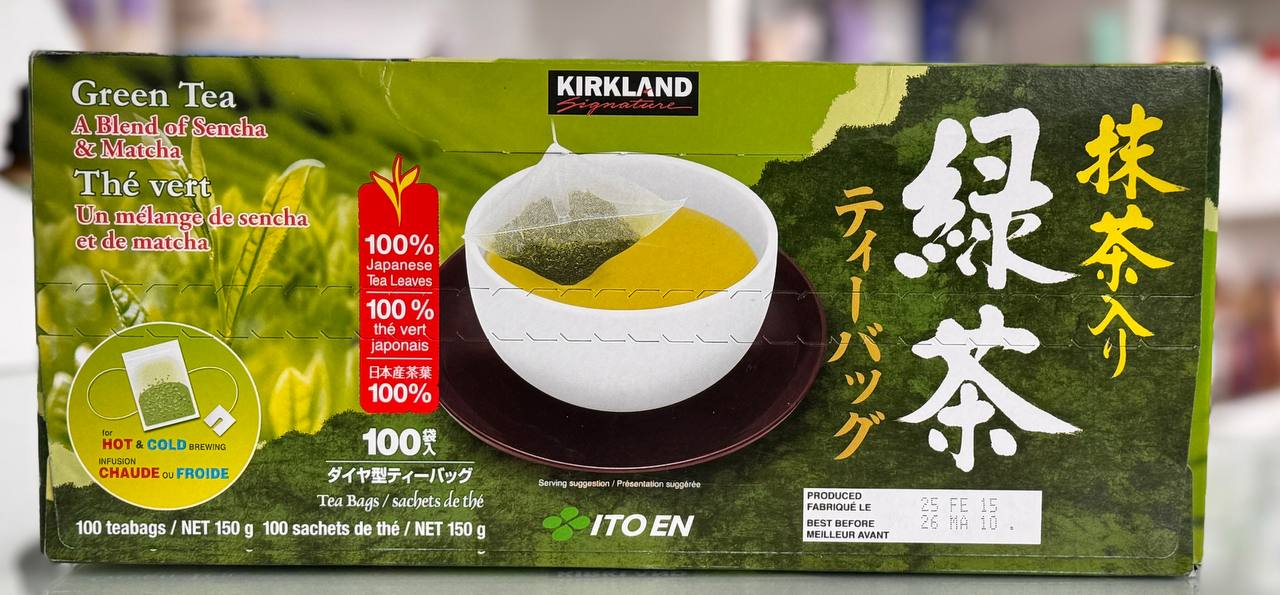 Green Tea
A Blend of Sencha
& Matcha
Thé vert
Un mélange de sencha
et de matcha
for
HOT & COLD BREWING
INFUSION
CHAUDE OU FROIDE
100 teabags / NET 150 g 100 sachets de thé / NET 150 g
100%
Japanese
Tea Leaves
100 %
thé vert
japonais
日本産茶葉
100%
100袋入
ダイヤ型ティーバッグ
Tea Bags / sachets de thé
KIRKLAND
Signature
Serving suggestion / Présentation suggérée
ITO EN
抹茶入り
緑茶
ティーバッグ
PRODUCED
FABRIQUÉ LE
25 FE 15
BEST BEFORE
MEILLEUR AVANT
26 MA 10 .